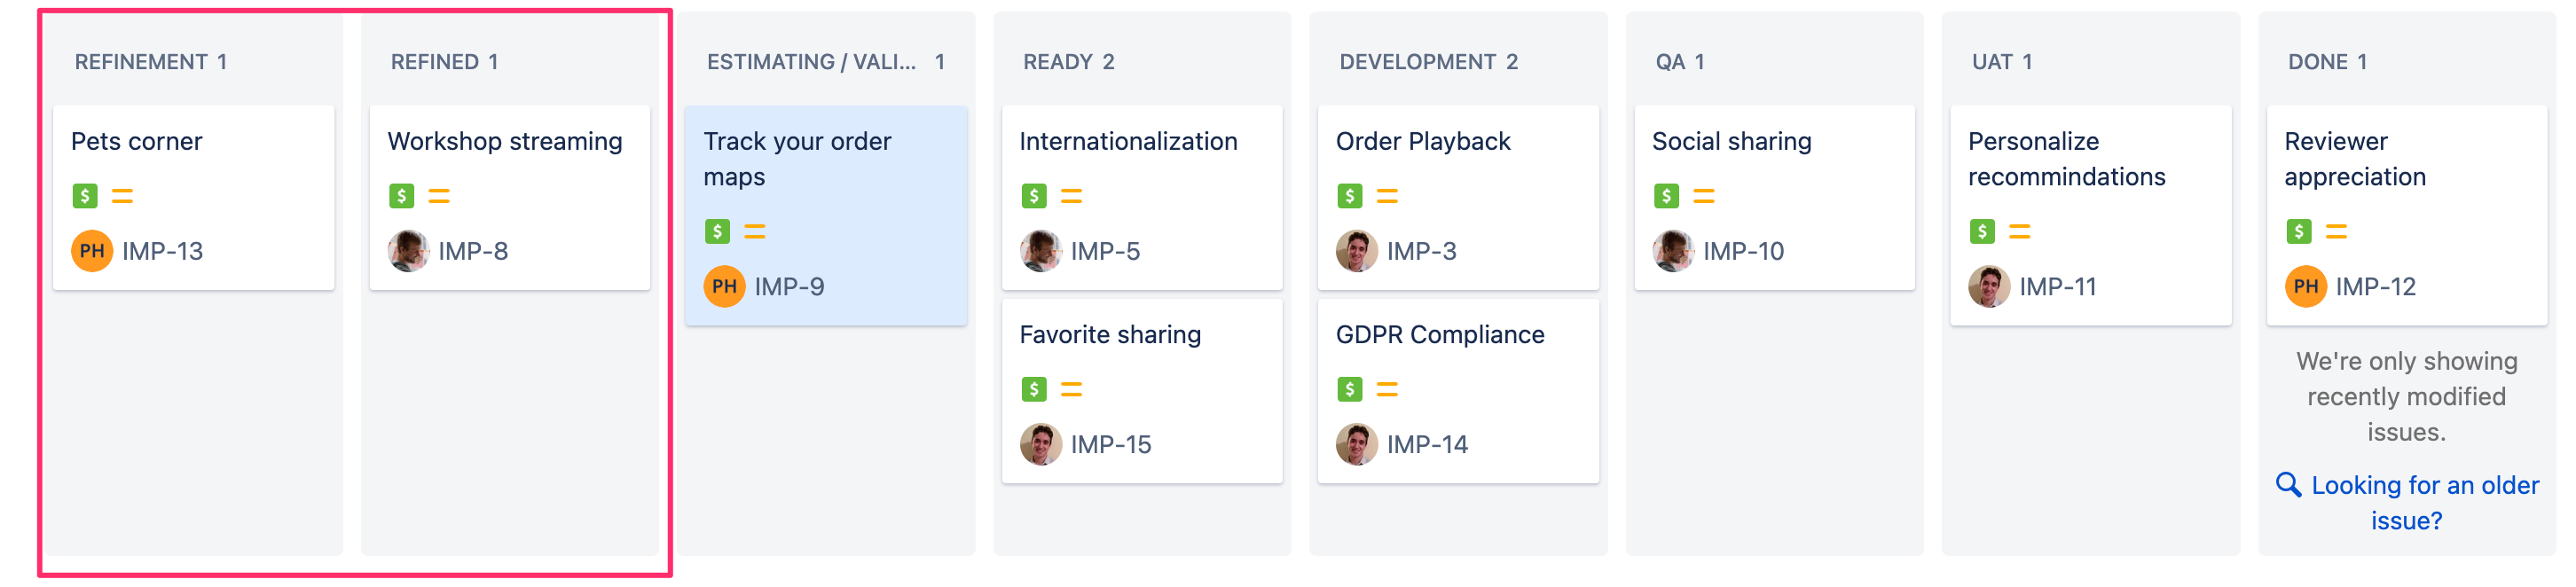 REFINEMENT 1
Pets corner
$
PH IMP-13
REFINED 1
Workshop streaming
$
IMP-8
ESTIMATING / VALI... 1
Track your order
maps
$
PH IMP-9
READY 2
Internationalization
$
IMP-5
Favorite sharing
$
IMP-15
DEVELOPMENT 2
Order Playback
$
IMP-3
GDPR Compliance
$
IMP-14
QA 1
Social sharing
$
IMP-10
UAT 1
Personalize
recommindations
$
IMP-11
DONE 1
Reviewer
appreciation
$
PH IMP-12
We're only showing
recently modified
issues.
Looking for an older
issue?